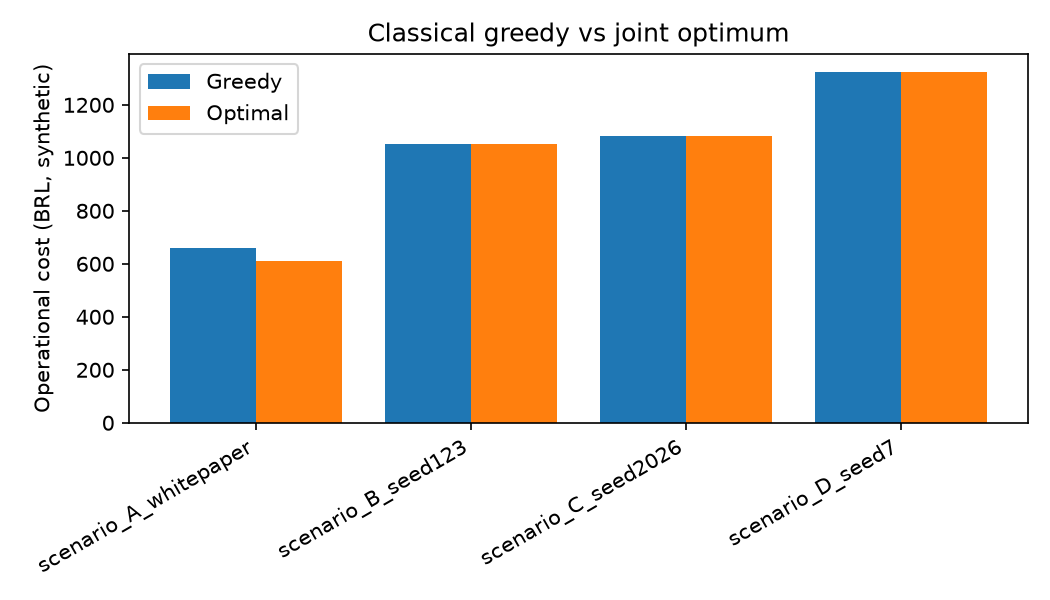 Classical greedy vs joint optimum
Greedy
Optimal
Operational cost (BRL, synthetic)
1200
1000
800
600
400
200
0
scenario_A_whitepaper
scenario_B_seed123
scenario_C_seed2026
scenario_D_seed7